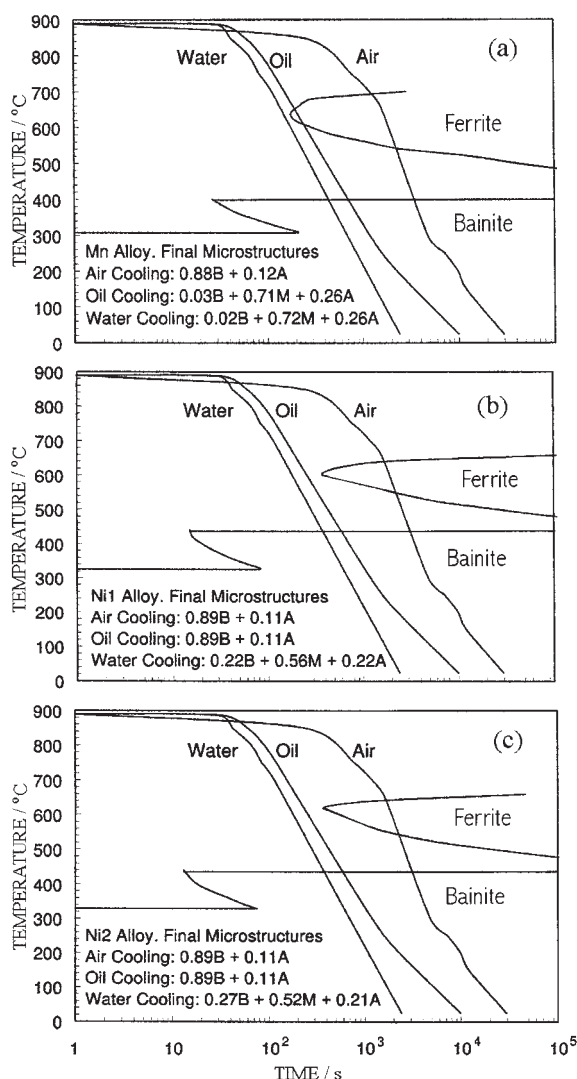 900
800
700
600
500
400
300
200
100
0
TEMPERATURE / °C
(a)
Water
Oil
Air
Ferrite
Bainite
Mn Alloy. Final Microstructures
Air Cooling: 0.88B + 0.12A
Oil Cooling: 0.03B + 0.71M + 0.26A
Water Cooling: 0.02B + 0.72M + 0.26A
900
800
700
600
500
400
300
200
100
0
TEMPERATURE / °C
(b)
Water
Oil
Air
Ferrite
Bainite
Ni1 Alloy. Final Microstructures
Air Cooling: 0.89B + 0.11A
Oil Cooling: 0.89B + 0.11A
Water Cooling: 0.22B + 0.56M + 0.22A
900
800
700
600
500
400
300
200
100
0
TEMPERATURE / °C
(c)
Water
Oil
Air
Ferrite
Bainite
Ni2 Alloy. Final Microstructures
Air Cooling: 0.89B + 0.11A
Oil Cooling: 0.89B + 0.11A
Water Cooling: 0.27B + 0.52M + 0.21A
1 10 10² 10³ 10⁴ 10⁵
TIME / s